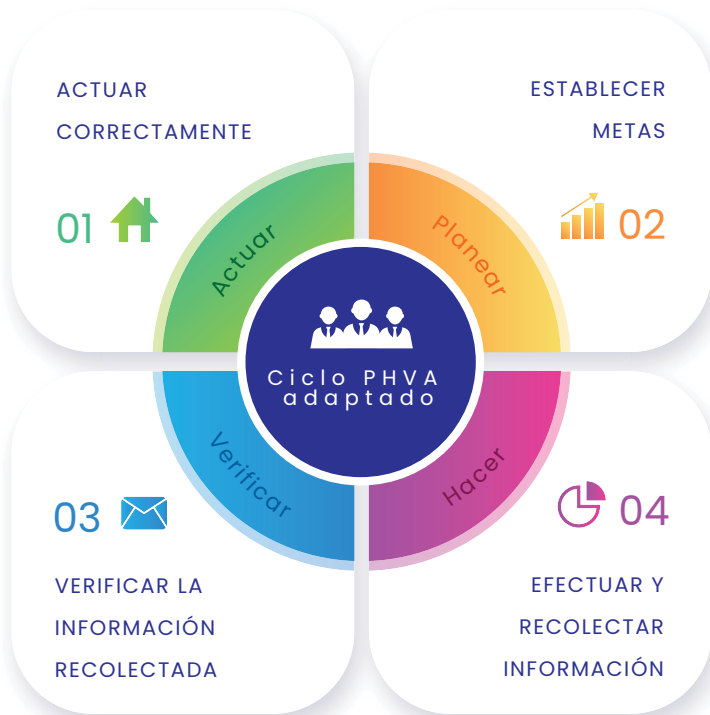 ACTUAR
CORRECTAMENTE
01
Actuar
ESTABLECER
METAS
02
Planear
Ciclo PHVA
adaptado
03
Verificar
VERIFICAR LA
INFORMACIÓN
RECOLECTADA
Hacer
04
EFECTUAR Y
RECOLECTAR
INFORMACIÓN